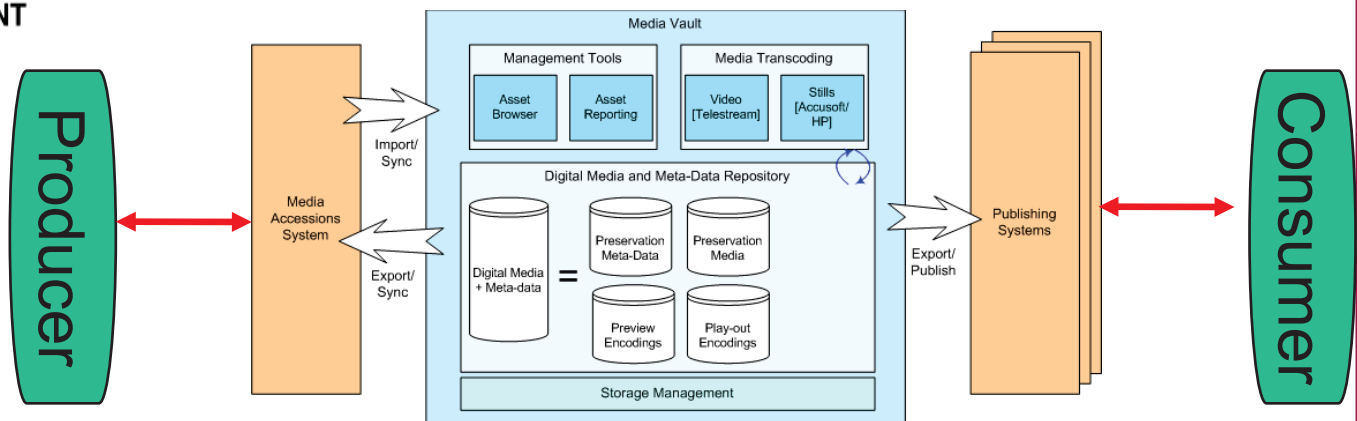 NT
Producer
Media
Accessions
System
Import/
Sync
Export/
Sync
Media Vault
Management Tools
Asset
Browser
Asset
Reporting
Media Transcoding
Video
[Telestream]
Stills
[Accusoft/
HP]
Digital Media and Meta-Data Repository
Digital Media
+ Meta-data
=
Preservation
Meta-Data
Preservation
Media
Preview
Encodings
Play-out
Encodings
Storage Management
Export/
Publish
Publishing
Systems
Consumer